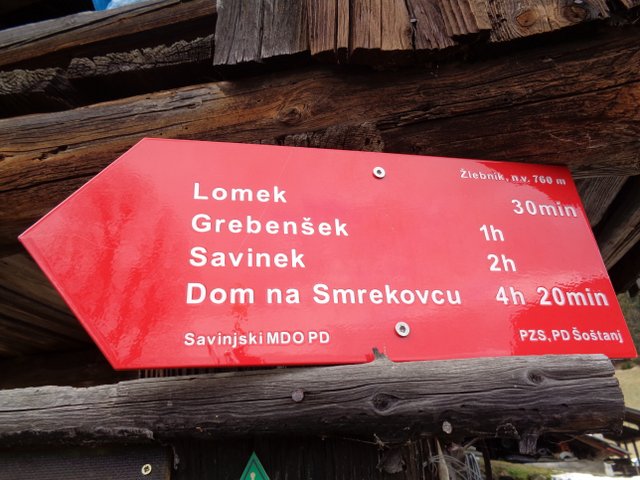 Žlebnik, n.v. 760 m
Lomek 30min
Grebenšek 1h
Savinek 2h
Dom na Smrekovcu 4h 20min
Savinjski MDO PD PZS, PD Šoštanj